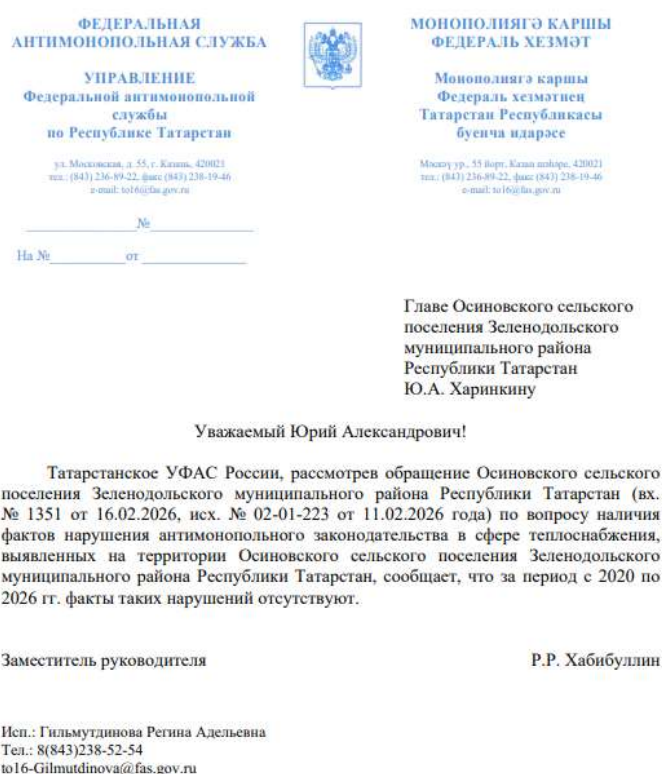 ФЕДЕРАЛЬНАЯ
АНТИМОНОПОЛЬНАЯ СЛУЖБА
УПРАВЛЕНИЕ
Федеральной антимонопольной
службы
по Республике Татарстан
ул. Московская, д. 55, г. Казань, 420021
тел.: (843) 236-89-22, факс (843) 238-19-46
e-mail: to16@fas.gov.ru
____________№____________
На №_________от ____________
МОНОПОЛИЯГӘ КАРШЫ
ФЕДЕРАЛЬ ХЕЗМӘТ
Монополиягә каршы
Федераль хезмәтнең
Татарстан Республикасы
буенча идарәсе
Мәскәү ур., 55 йорт, Казан шәһәре, 420021
тел.: (843) 236-89-22, факс (843) 238-19-46
e-mail: to16@fas.gov.ru
Главе Осиновского сельского
поселения Зеленодольского
муниципального района
Республики Татарстан
Ю.А. Харинкину
Уважаемый Юрий Александрович!
Татарстанское УФАС России, рассмотрев обращение Осиновского сельского
поселения Зеленодольского муниципального района Республики Татарстан (вх.
№ 1351 от 16.02.2026, исх. № 02-01-223 от 11.02.2026 года) по вопросу наличия
фактов нарушения антимонопольного законодательства в сфере теплоснабжения,
выявленных на территории Осиновского сельского поселения Зеленодольского
муниципального района Республики Татарстан, сообщает, что за период с 2020 по
2026 гг. факты таких нарушений отсутствуют.
Заместитель руководителя Р.Р. Хабибуллин
Исп.: Гильмутдинова Регина Адельевна
Тел.: 8(843)238-52-54
to16-Gilmutdinova@fas.gov.ru